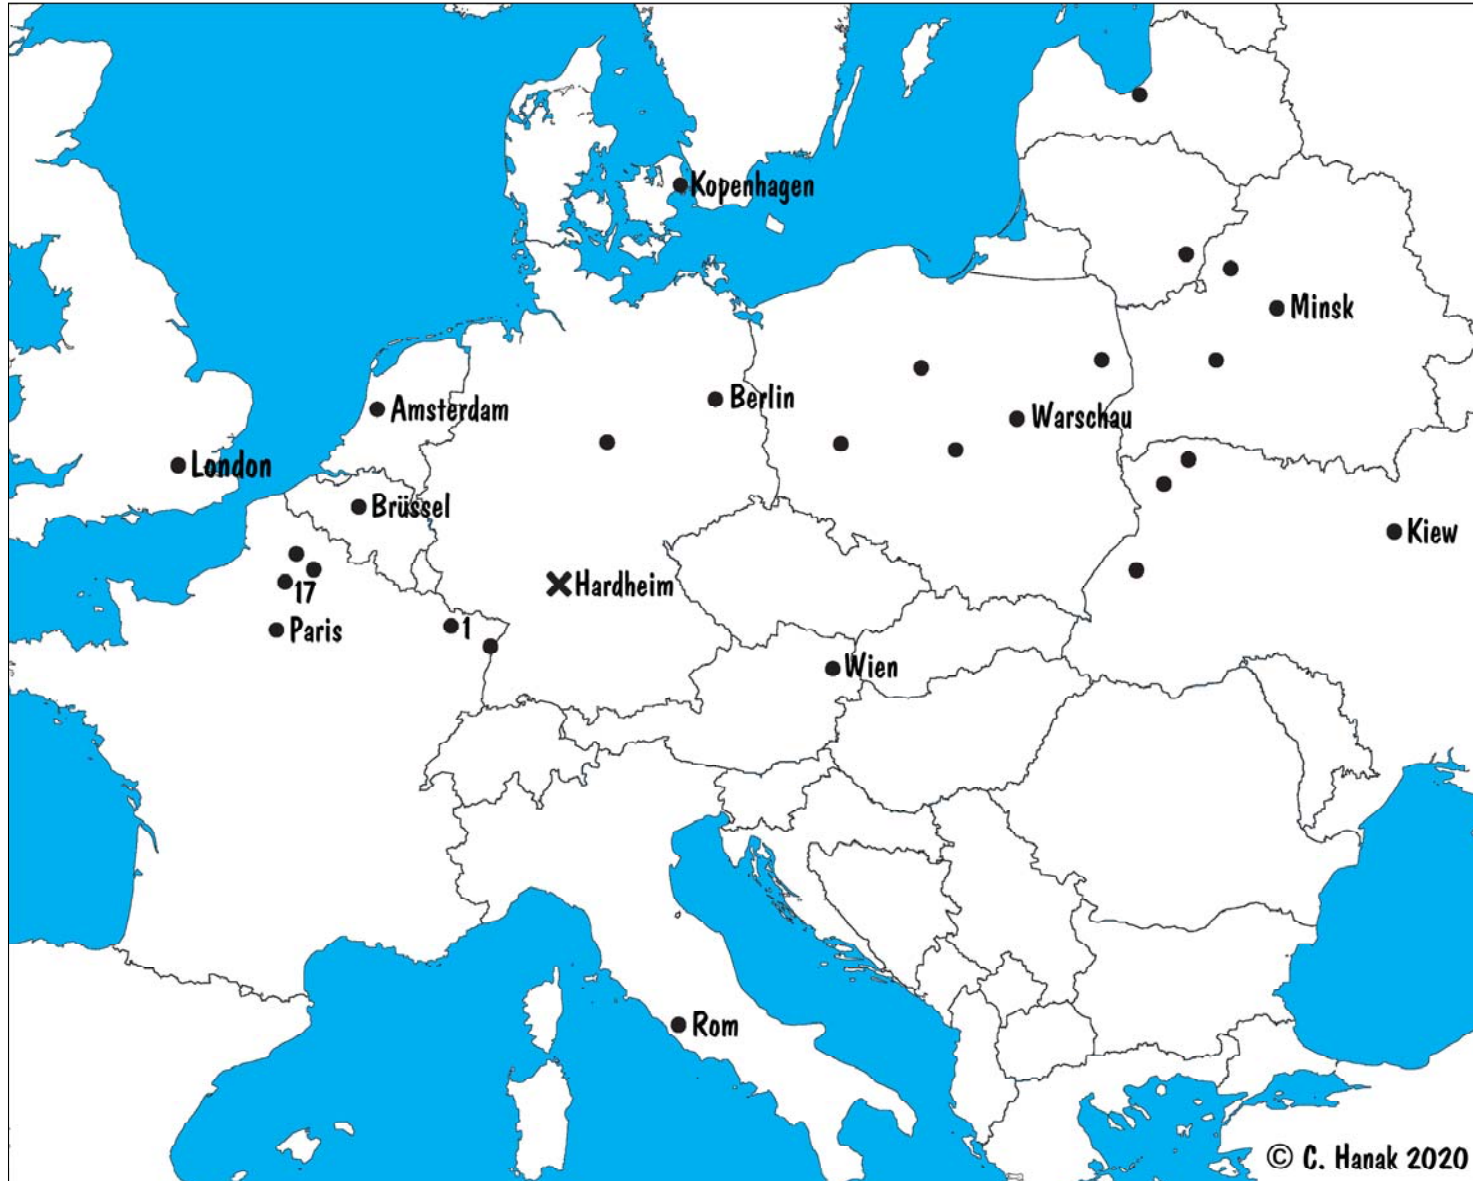 Kopenhagen
Minsk
Berlin
Amsterdam
Warschau
London
Brüssel
Kiew
Hardheim
17
1
Paris
Wien
Rom
© C. Hanak 2020